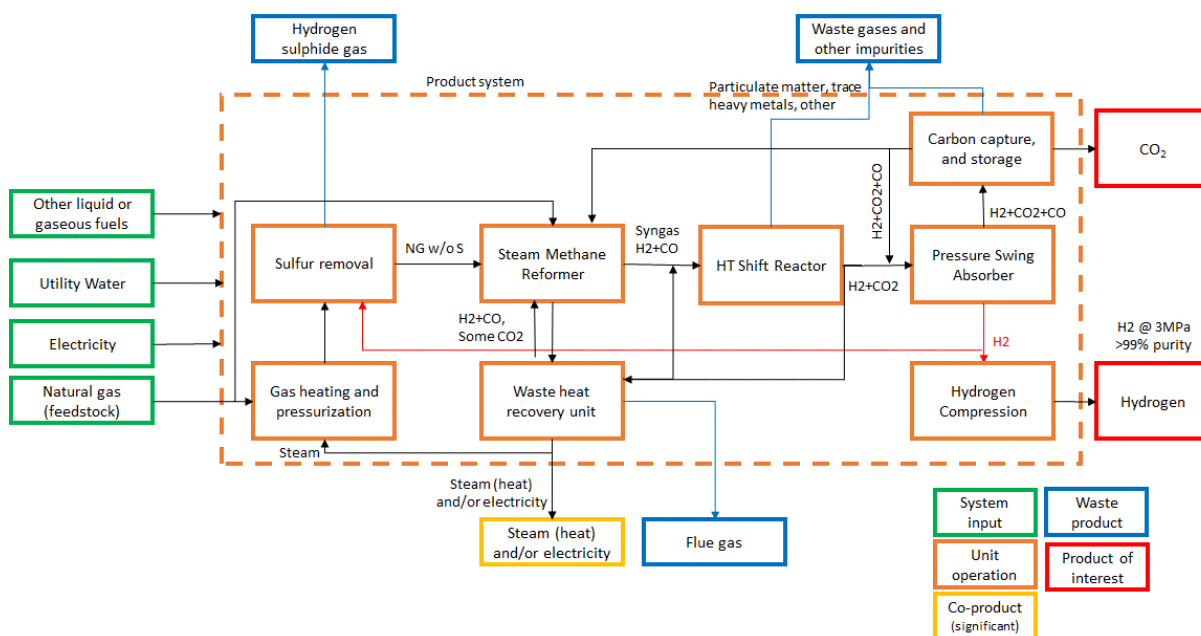 Hydrogen
sulphide gas
Waste gases and
other impurities
Product system
Particulate matter, trace
heavy metals, other
Carbon capture,
and storage
CO₂
Other liquid or
gaseous fuels
H2+CO2+CO
H2+CO2+CO
Sulfur removal
NG w/o S
Steam Methane
Reformer
Syngas
H2+CO
HT Shift Reactor
H2+CO2
Pressure Swing
Absorber
Utility Water
H2+CO,
Some CO2
H2
H2 @ 3MPa
>99% purity
Electricity
Natural gas
(feedstock)
Gas heating and
pressurization
Waste heat
recovery unit
Hydrogen
Compression
Hydrogen
Steam
Steam (heat)
and/or electricity
Steam (heat)
and/or electricity
Flue gas
System
input
Waste
product
Unit
operation
Product of
interest
Co-product
(significant)